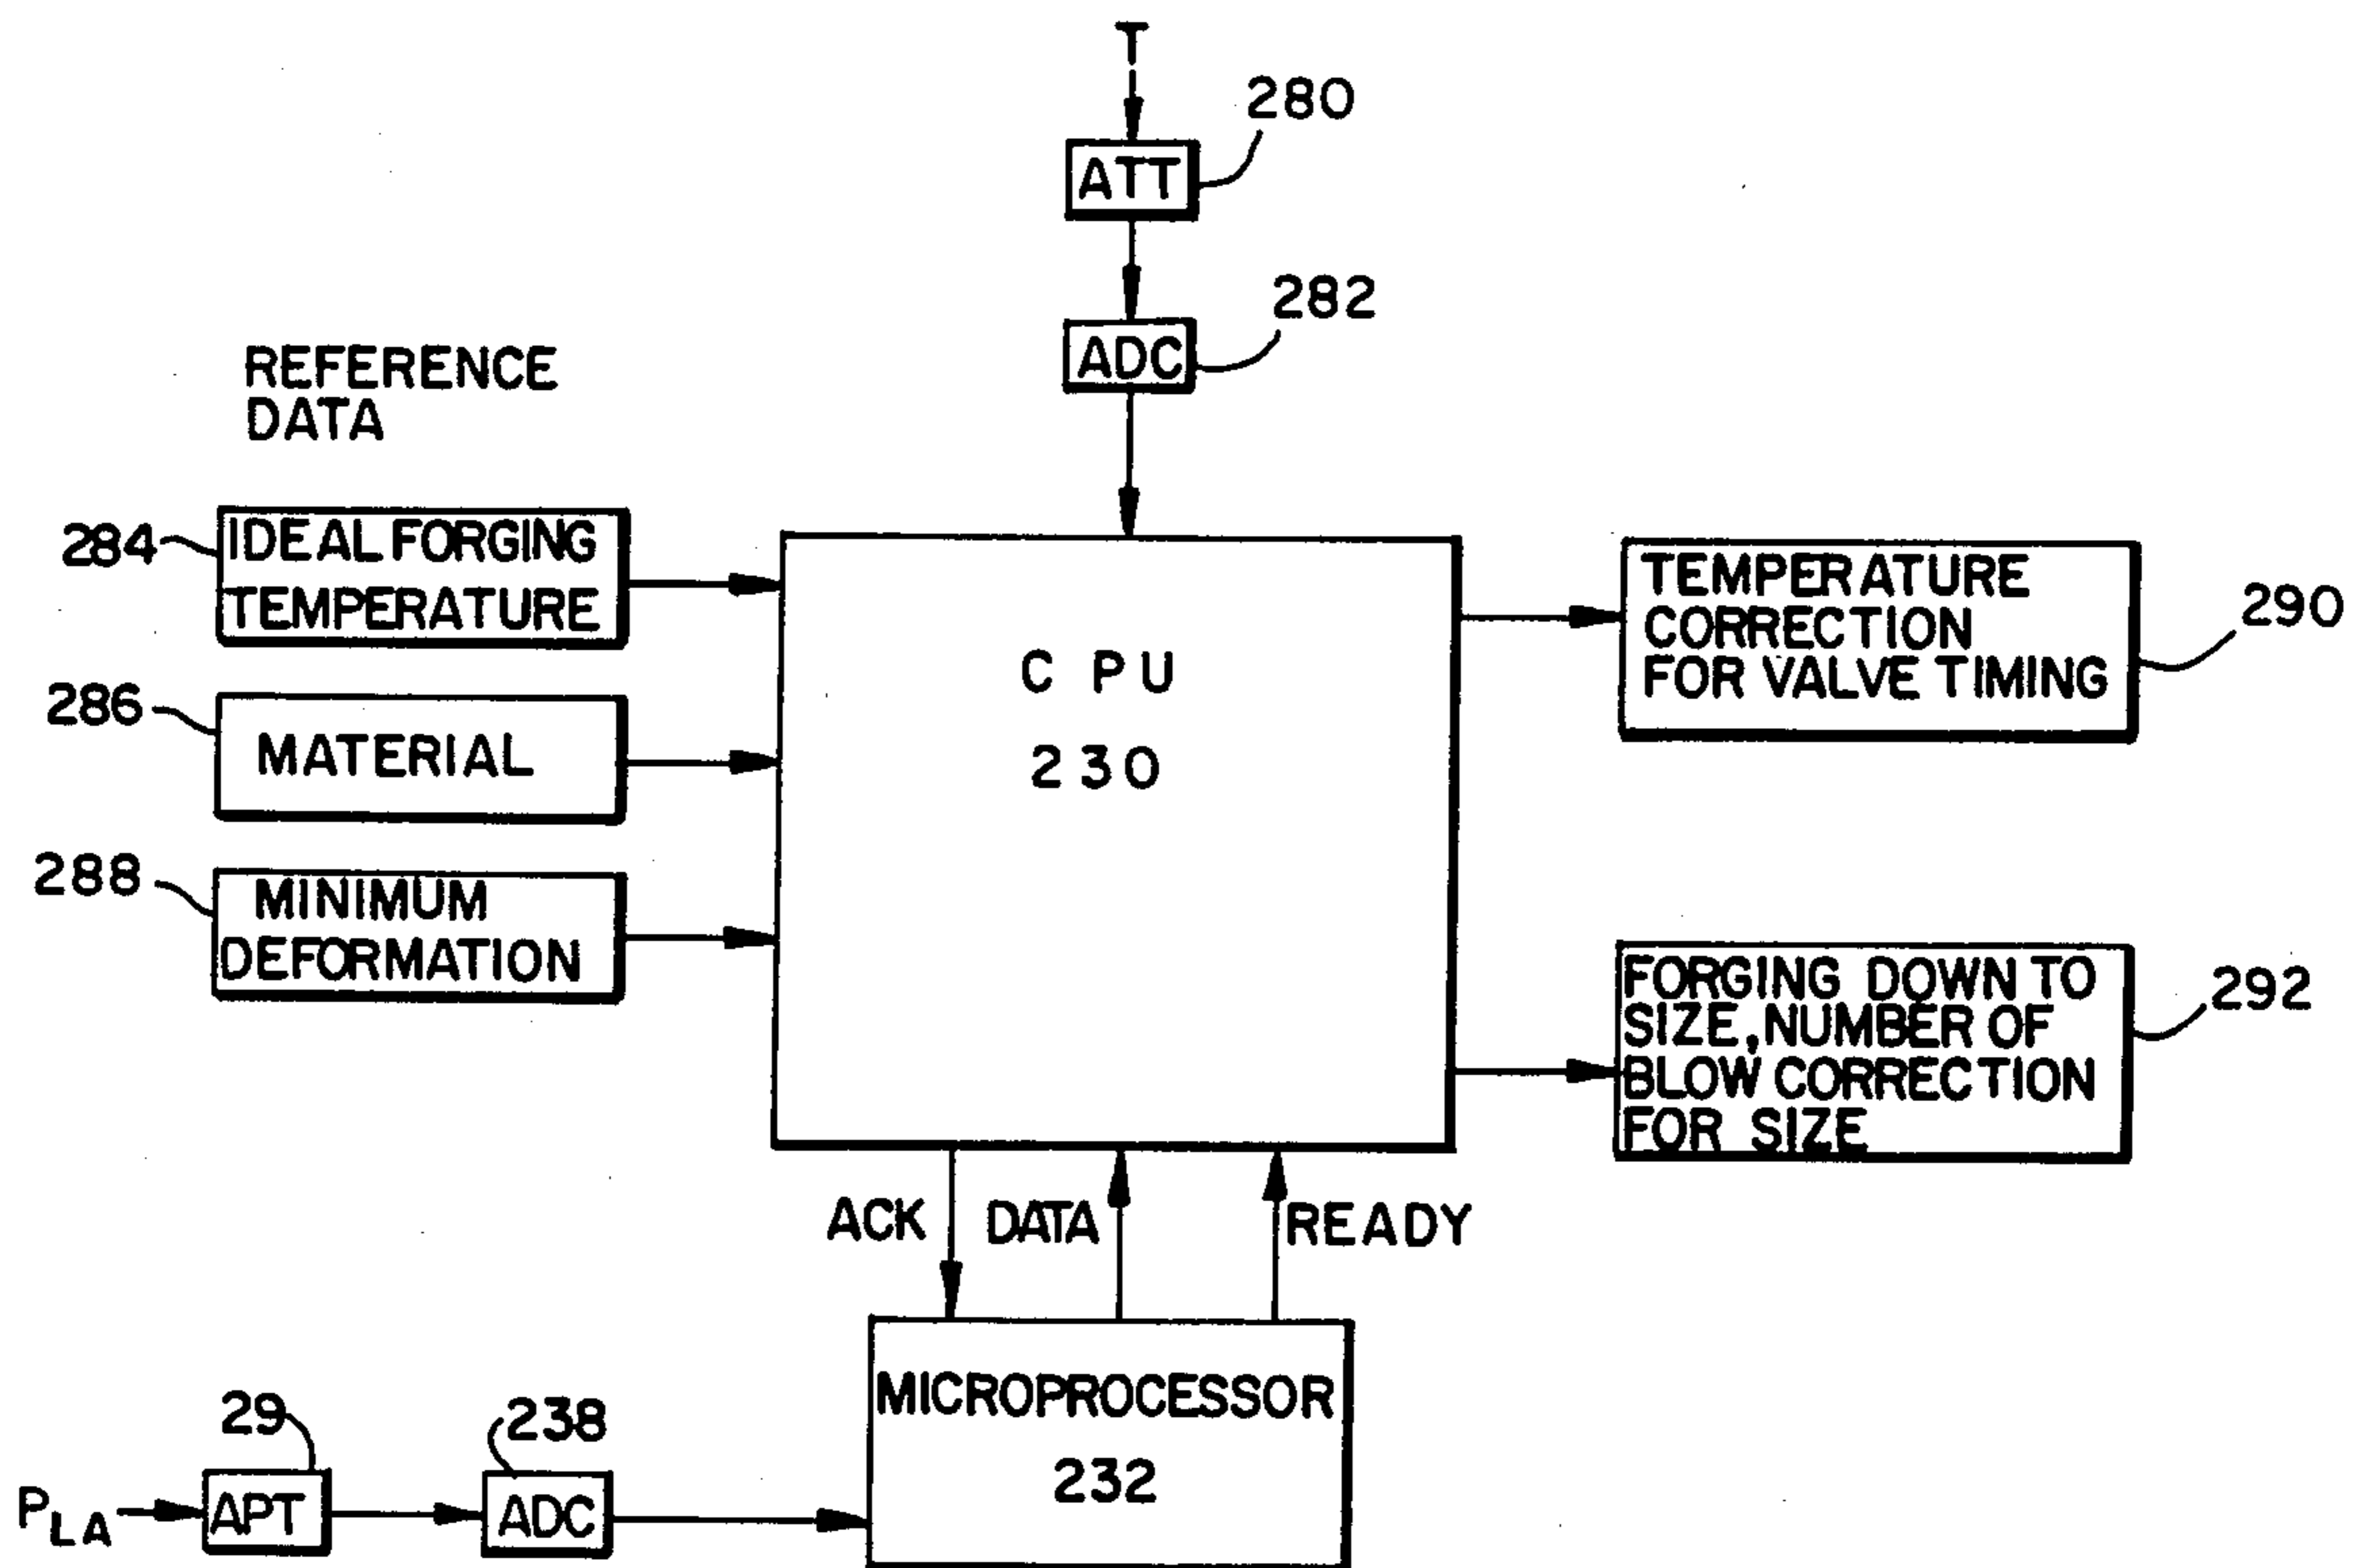 T
280
ATT
282
ADC
REFERENCE
DATA
284
IDEAL FORGING
TEMPERATURE
286
MATERIAL
288
MINIMUM
DEFORMATION
CPU
230
TEMPERATURE
CORRECTION
FOR VALVE TIMING
290
FORGING DOWN TO
SIZE, NUMBER OF
BLOW CORRECTION
FOR SIZE
292
ACK
DATA
READY
MICROPROCESSOR
232
29
238
PLA
APT
ADC